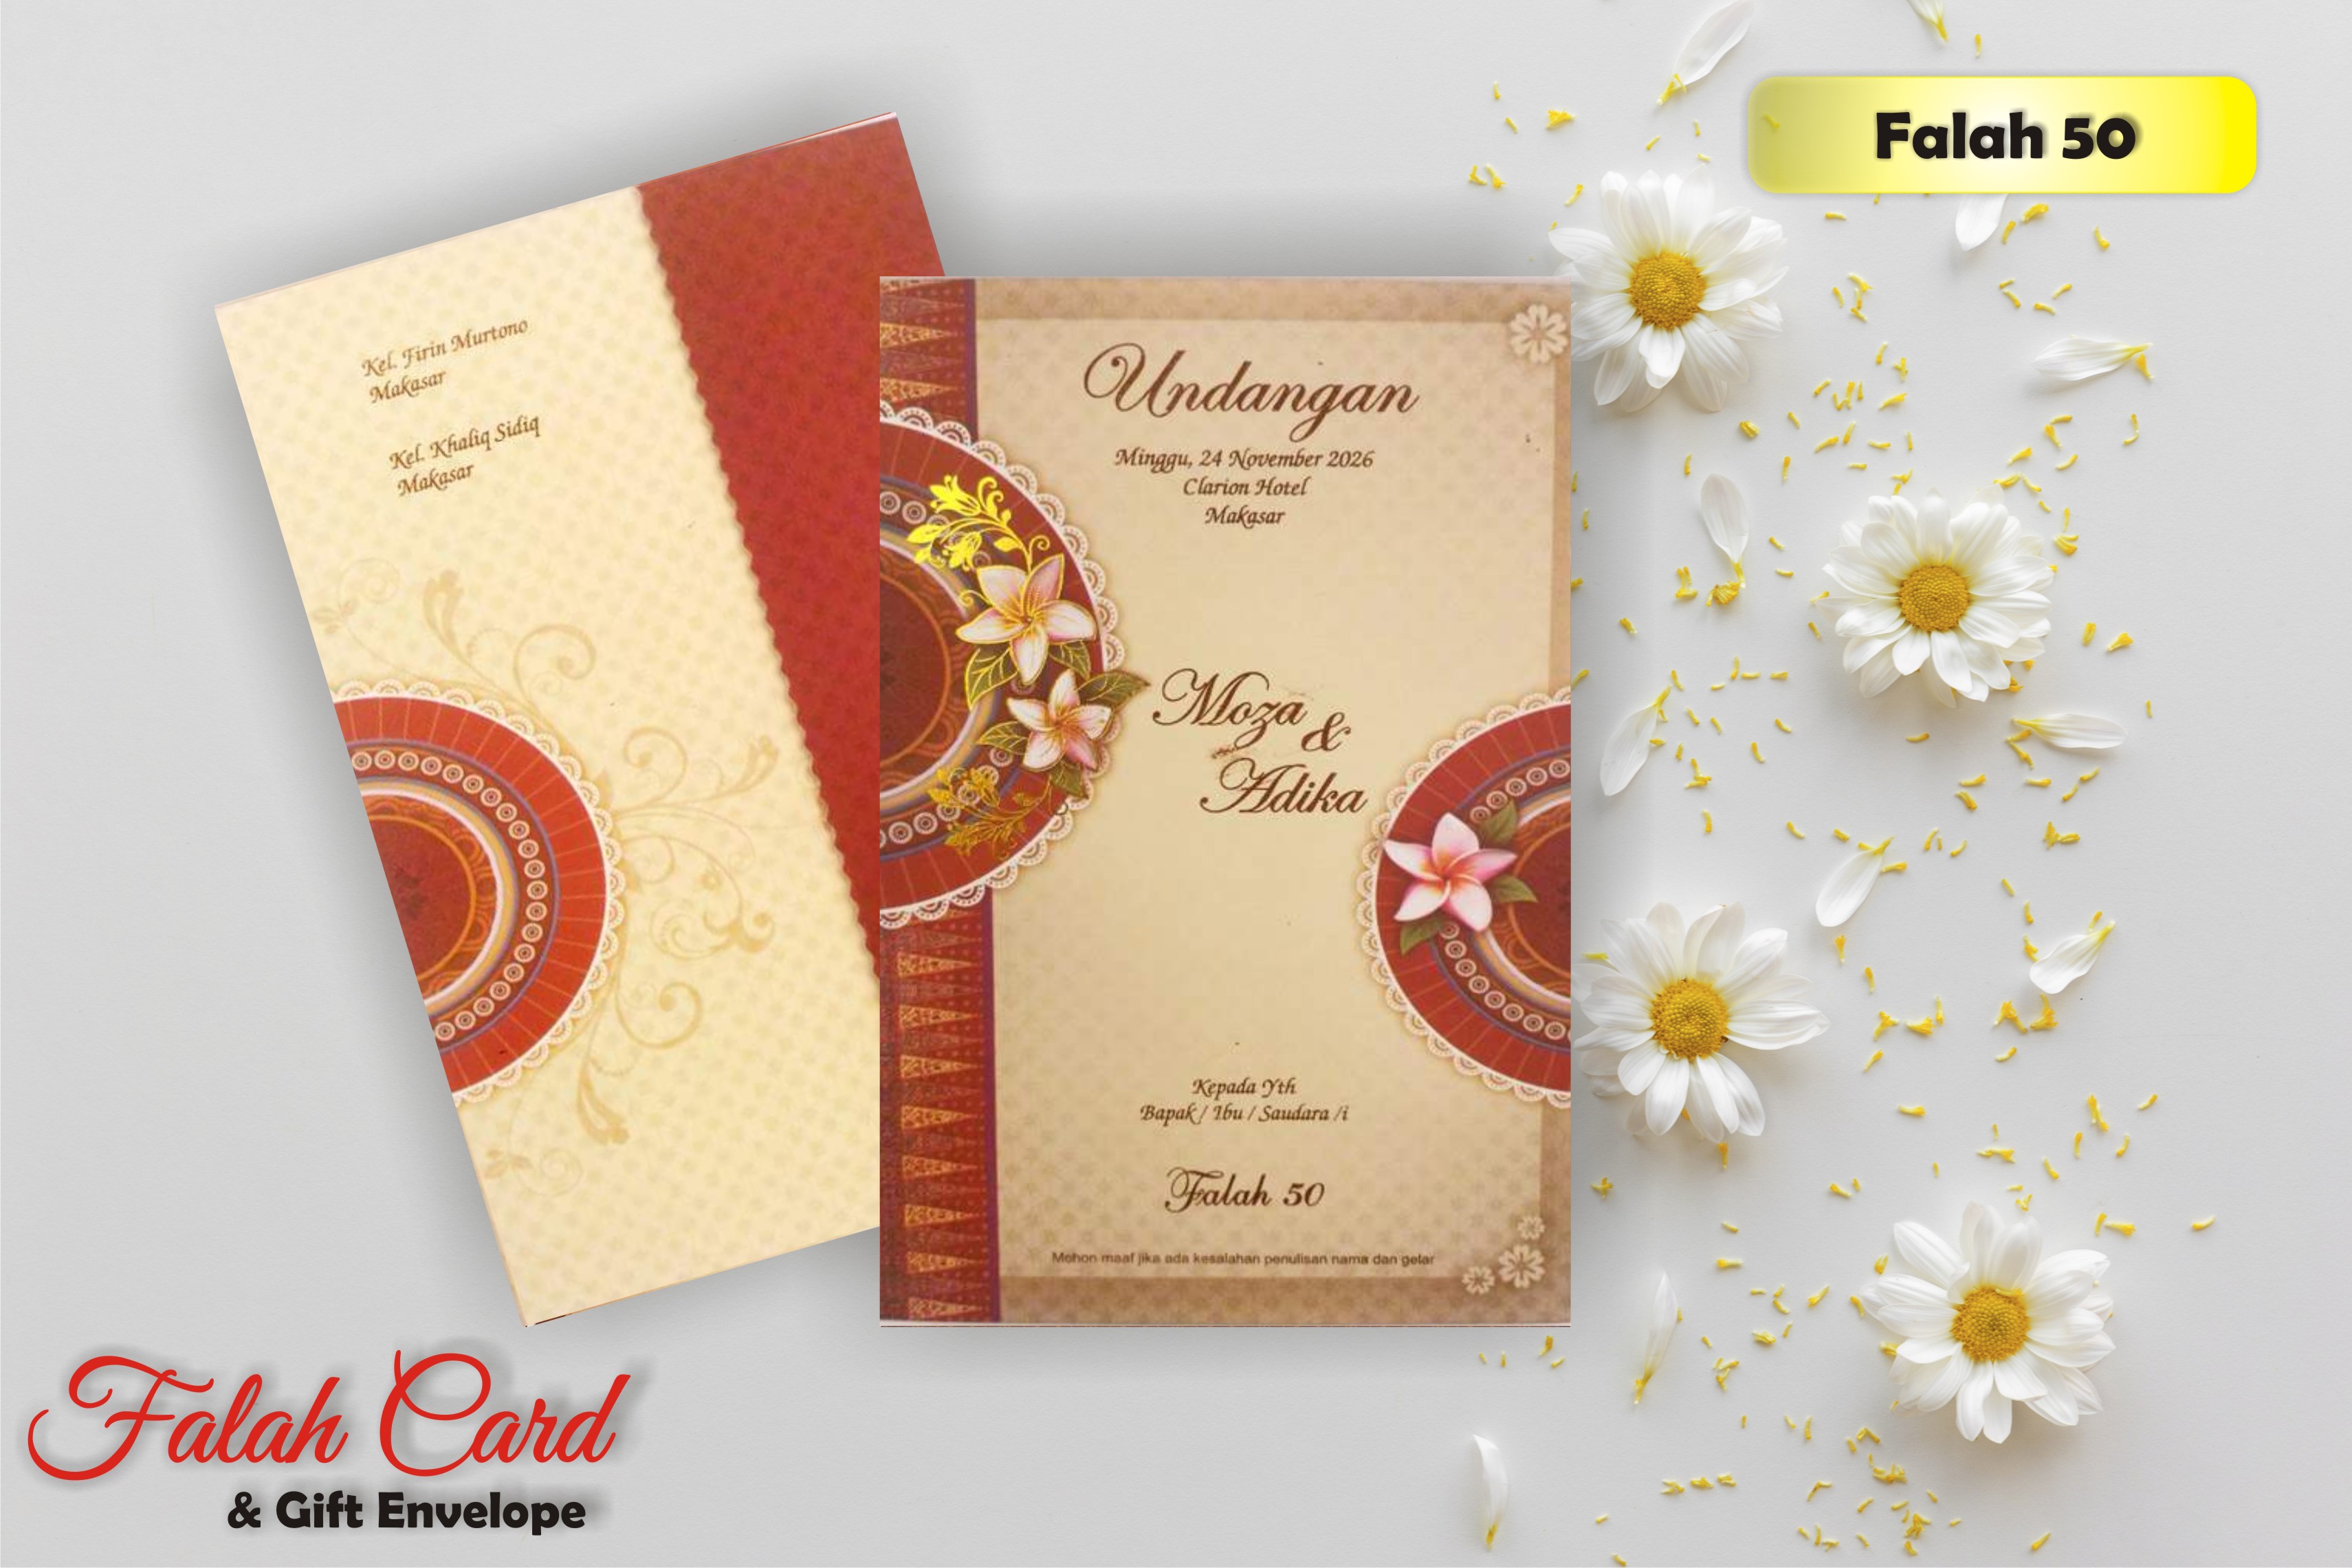 Falah 50
Kel. Firin Murtono
Makasar
Kel. Khaliq Sidiq
Makasar
Undangan
Minggu, 24 November 2026
Clarion Hotel
Makasar
Moza
&
Adika
Kepada Yth
Bapak / Ibu / Saudara /i
Falah 50
Mohon maaf jika ada kesalahan penulisan nama dan gelar
Falah Card
& Gift Envelope